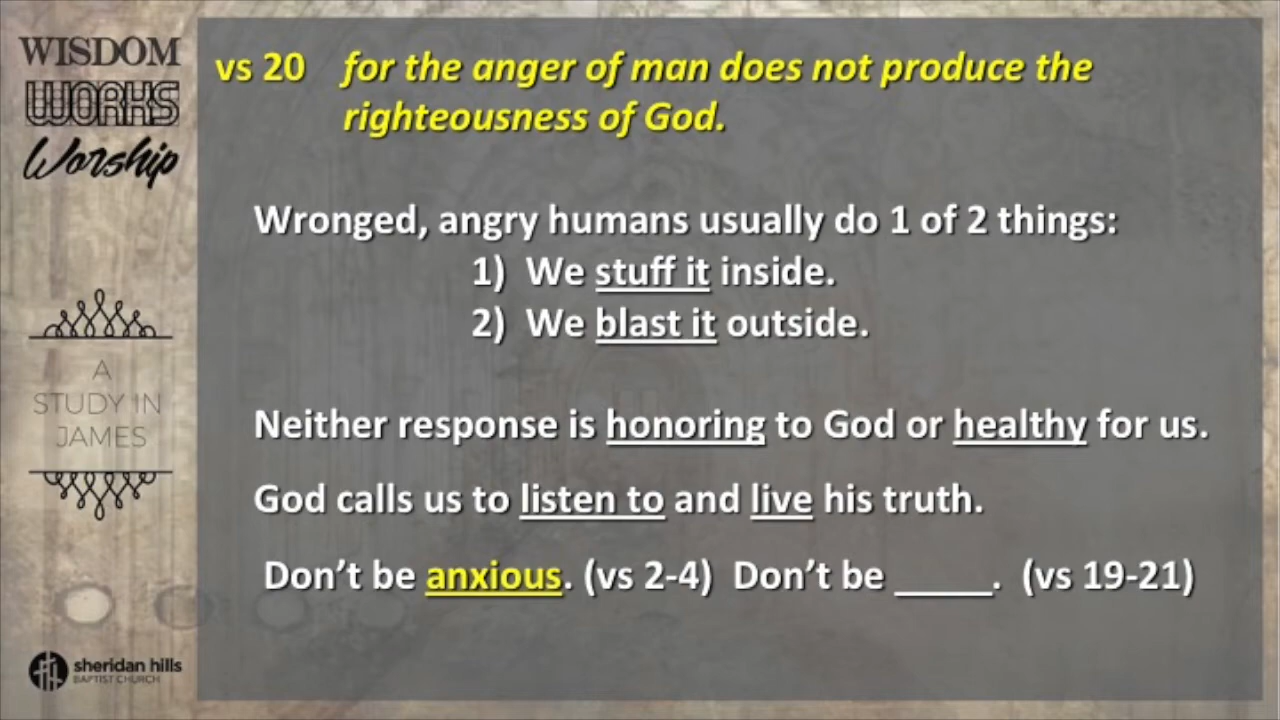 WISDOM
WORKS
Worship
A
STUDY IN
JAMES
sheridan hills
BAPTIST CHURCH
vs 20 for the anger of man does not produce the
righteousness of God.
Wronged, angry humans usually do 1 of 2 things:
1) We stuff it inside.
2) We blast it outside.
Neither response is honoring to God or healthy for us.
God calls us to listen to and live his truth.
Don’t be anxious. (vs 2-4) Don’t be _____. (vs 19-21)